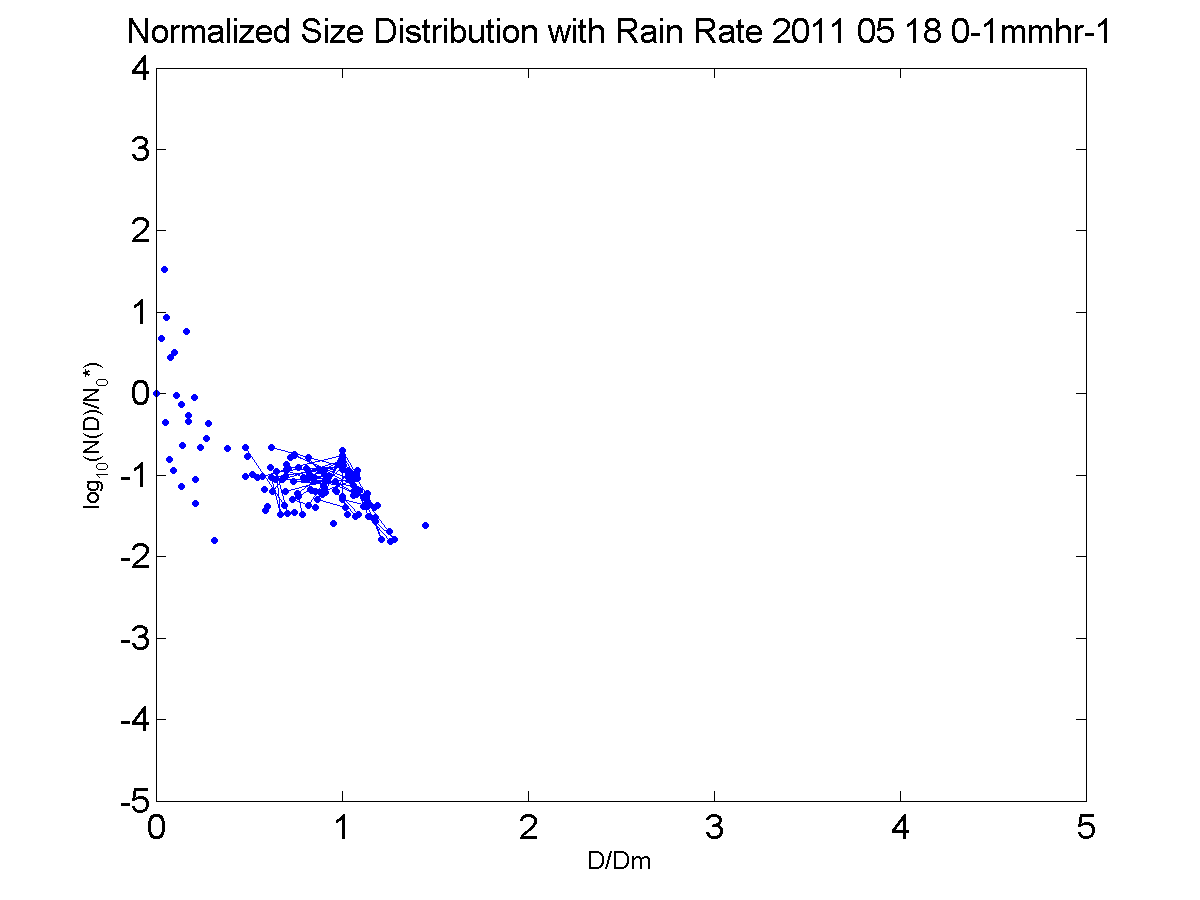 Normalized Size Distribution with Rain Rate 2011 05 18 0-1mmhr-1
4
3
2
1
0
-1
-2
-3
-4
-5
log10(N(D)/N0*)
0 1 2 3 4 5
D/Dm